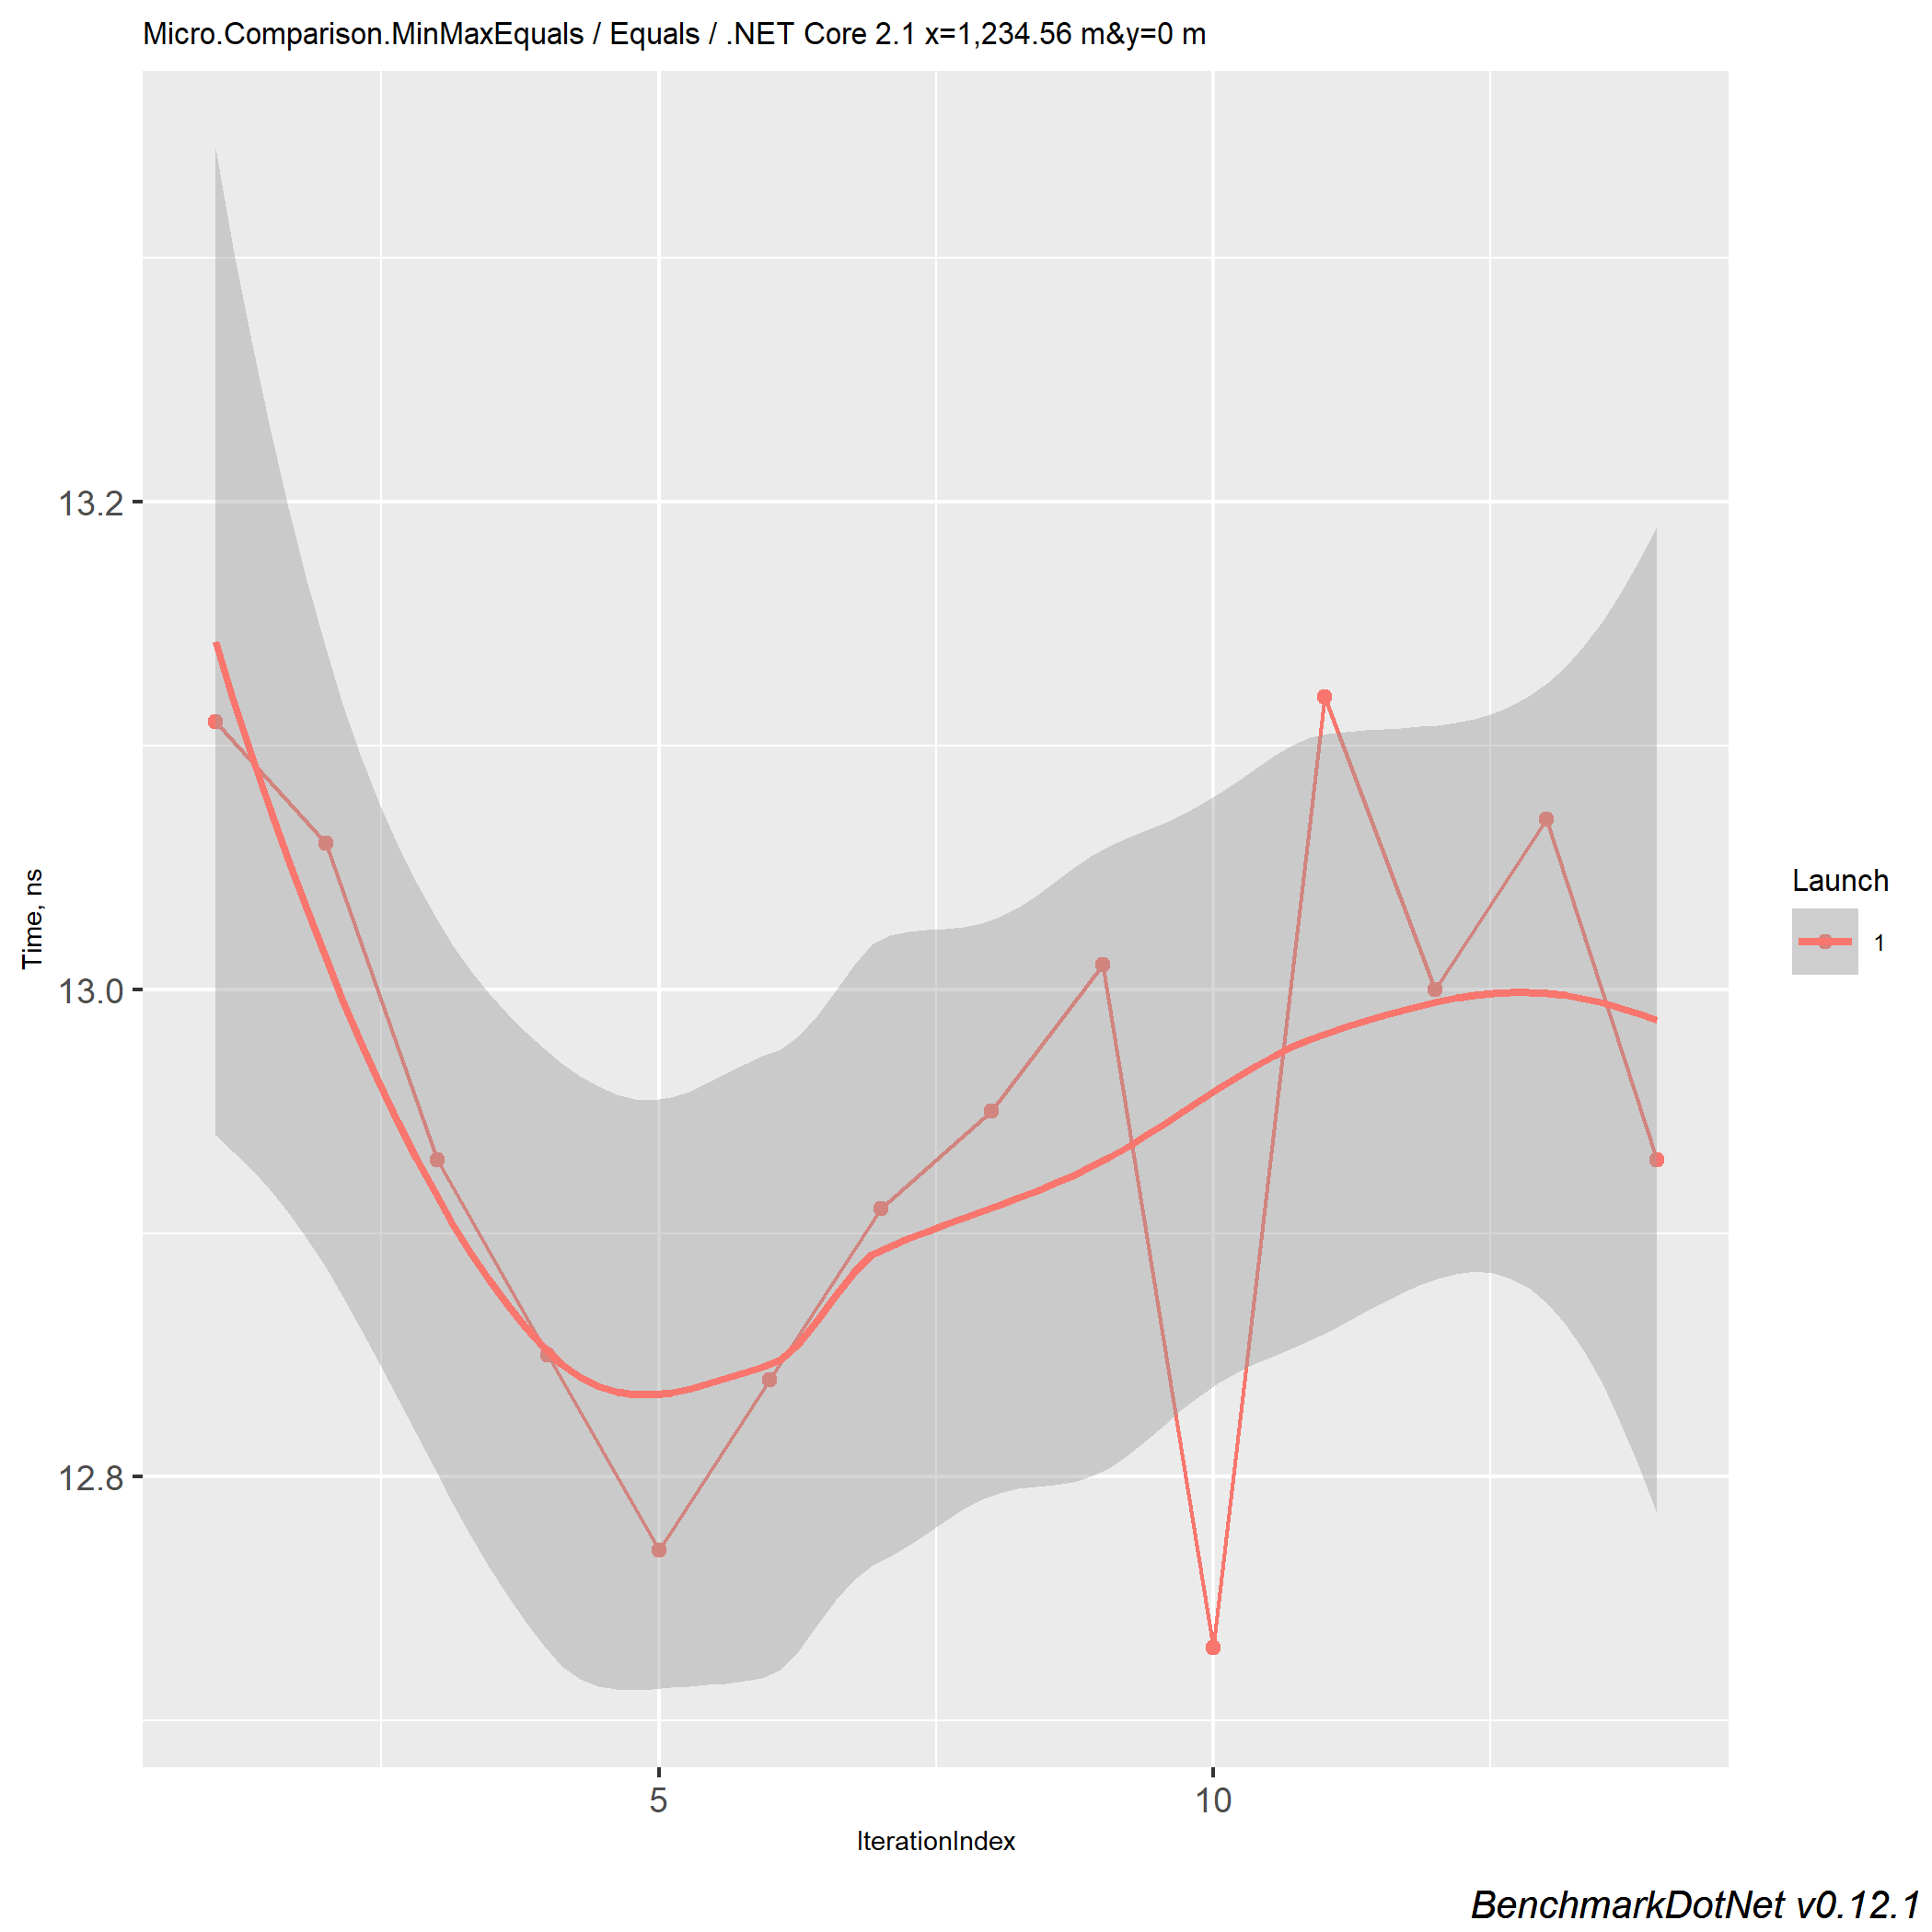 Micro.Comparison.MinMaxEquals / Equals / .NET Core 2.1 x=1,234.56 m&y=0 m
Time, ns
13.2
13.0
12.8
5
10
IterationIndex
Launch
1
BenchmarkDotNet v0.12.1